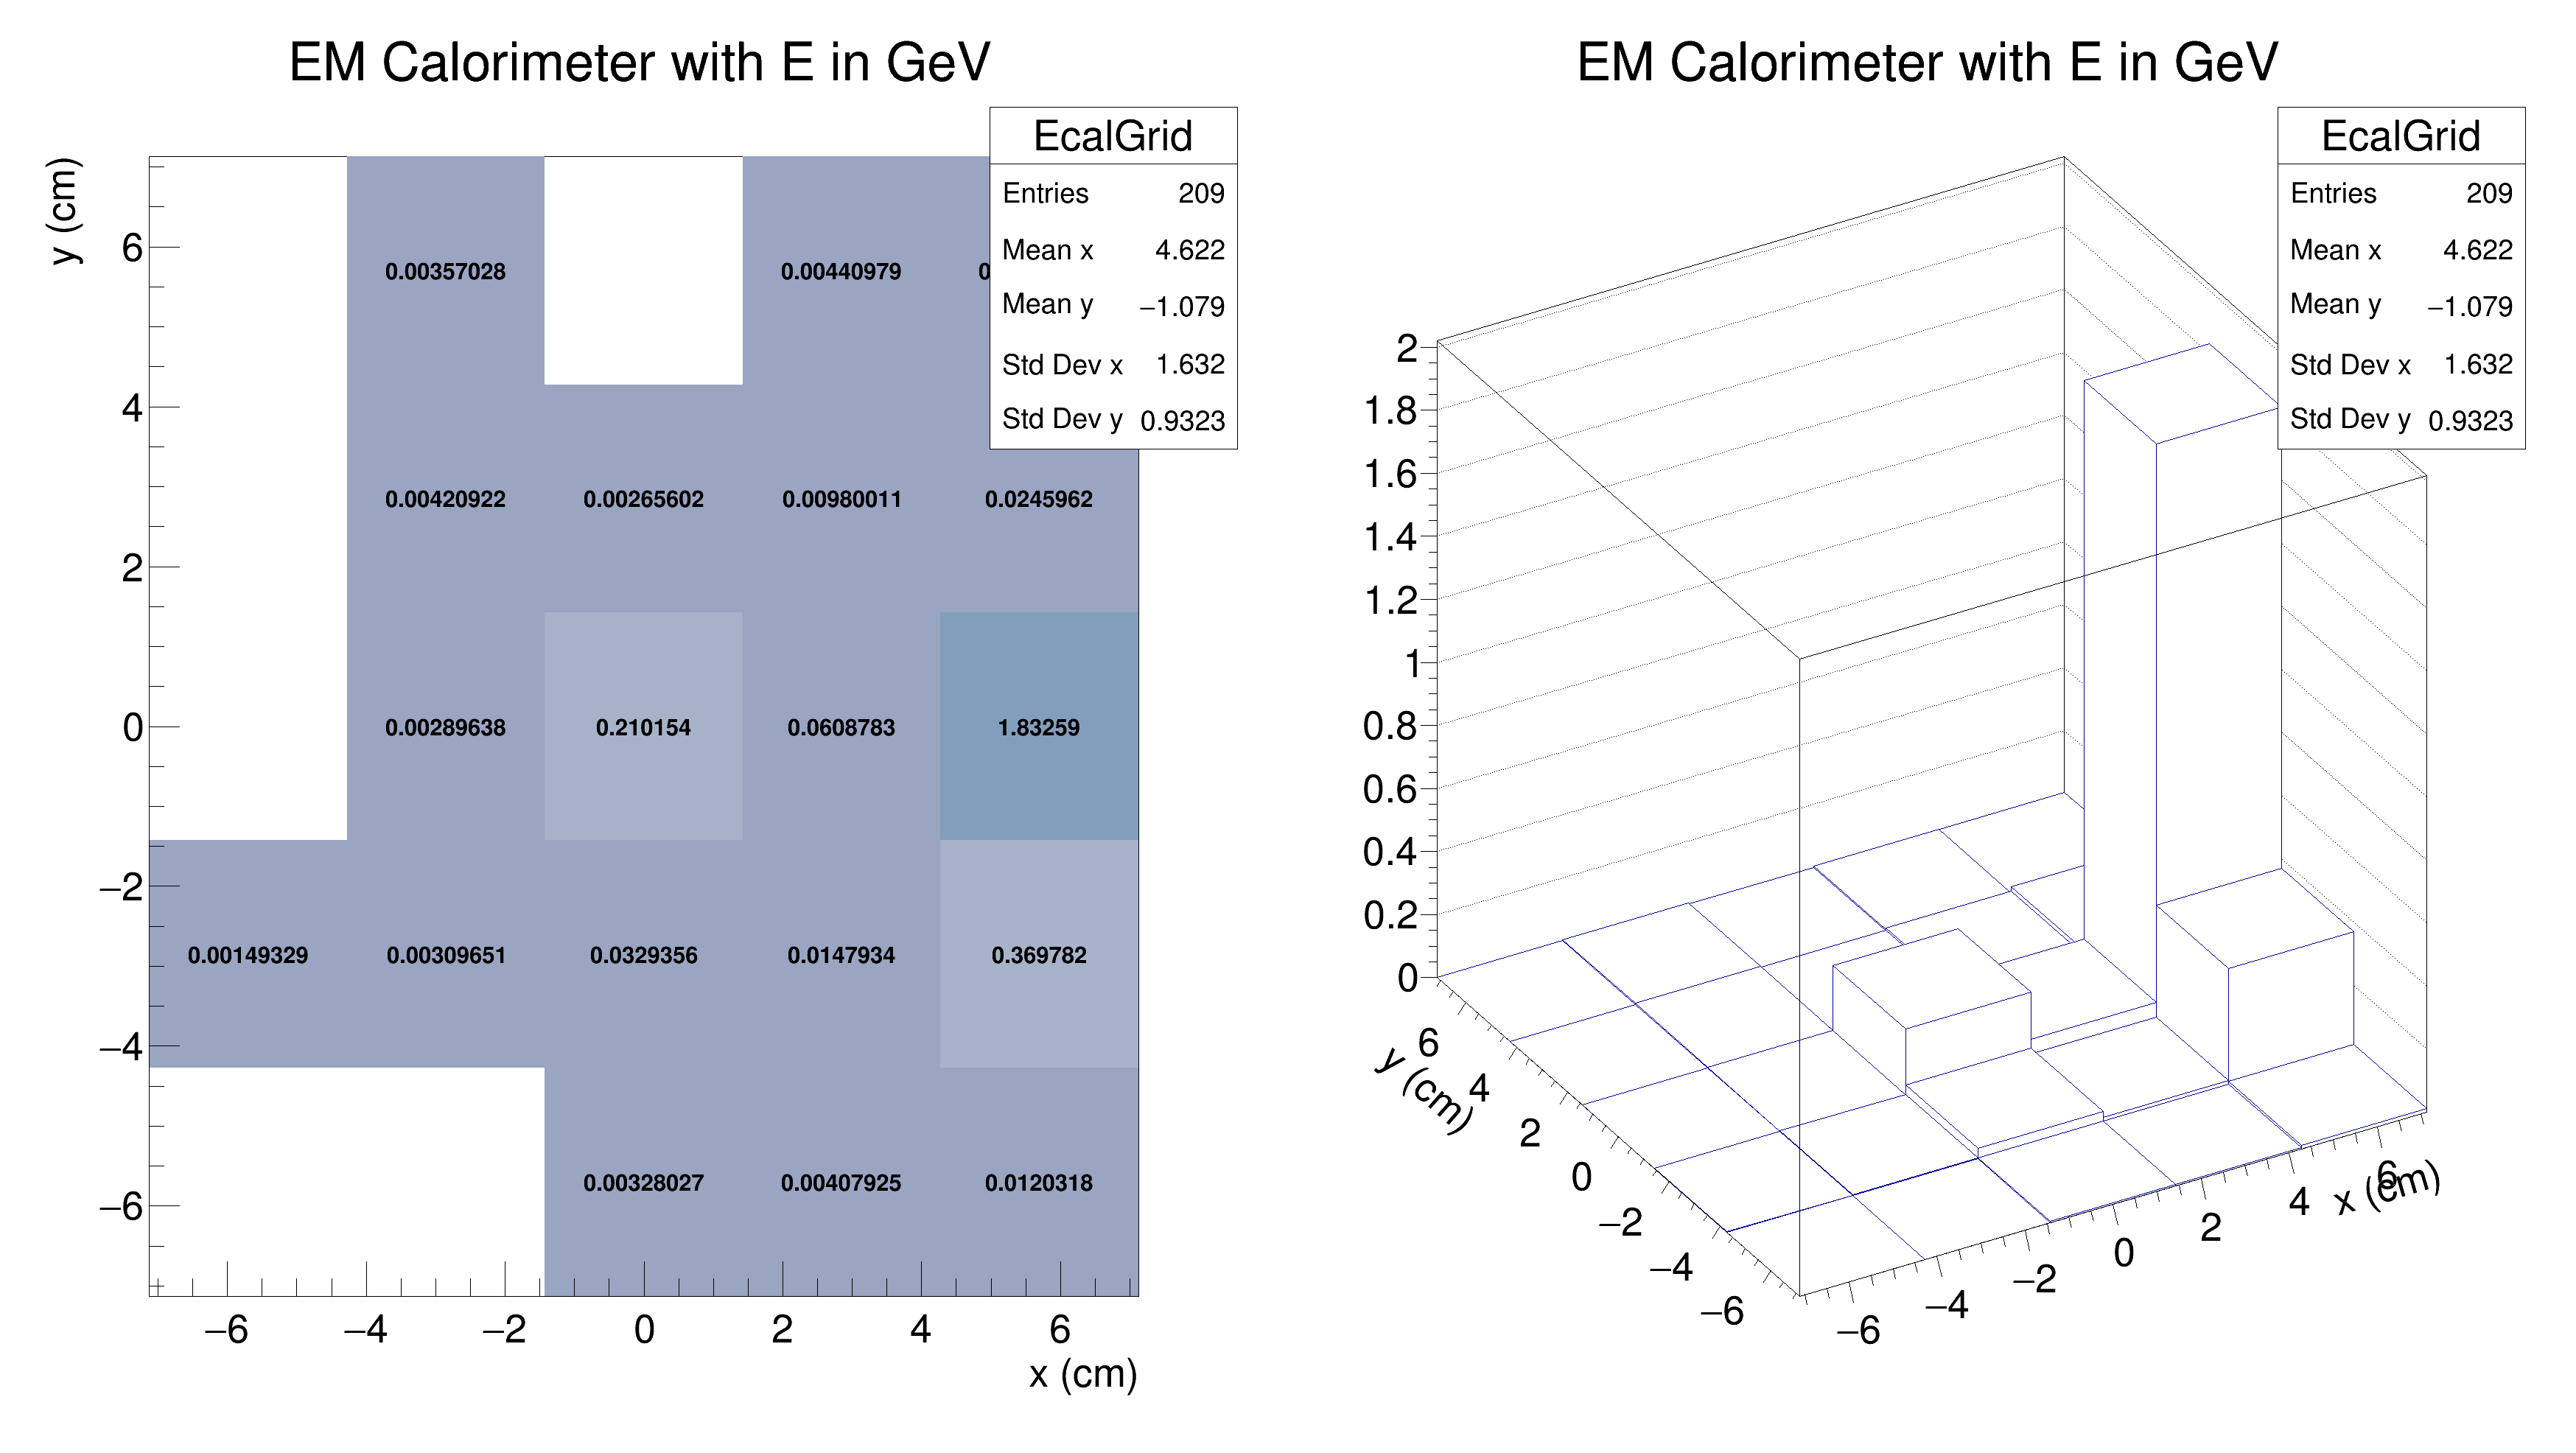 EM Calorimeter with E in GeV
EcalGrid
Entries 209
Mean x 4.622
Mean y −1.079
Std Dev x 1.632
Std Dev y 0.9323
y (cm)
6
4
2
0
−2
−4
−6
0.00357028 0.00440979 0
0.00420922 0.00265602 0.00980011 0.0245962
0.00289638 0.210154 0.0608783 1.83259
0.00149329 0.00309651 0.0329356 0.0147934 0.369782
0.00328027 0.00407925 0.0120318
−6 −4 −2 0 2 4 6
x (cm)
EM Calorimeter with E in GeV
EcalGrid
Entries 209
Mean x 4.622
Mean y −1.079
Std Dev x 1.632
Std Dev y 0.9323
2
1.8
1.6
1.4
1.2
1
0.8
0.6
0.4
0.2
0
6
4
2
0
−2
−4
−6
y (cm)
−6
−4
−2
0
2
4
6
x (cm)